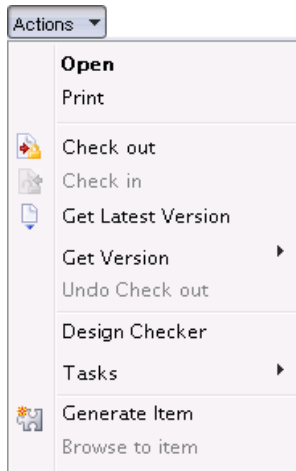 Actions
Open
Print
Check out
Check in
Get Latest Version
Get Version
Undo Check out
Design Checker
Tasks
Generate Item
Browse to item